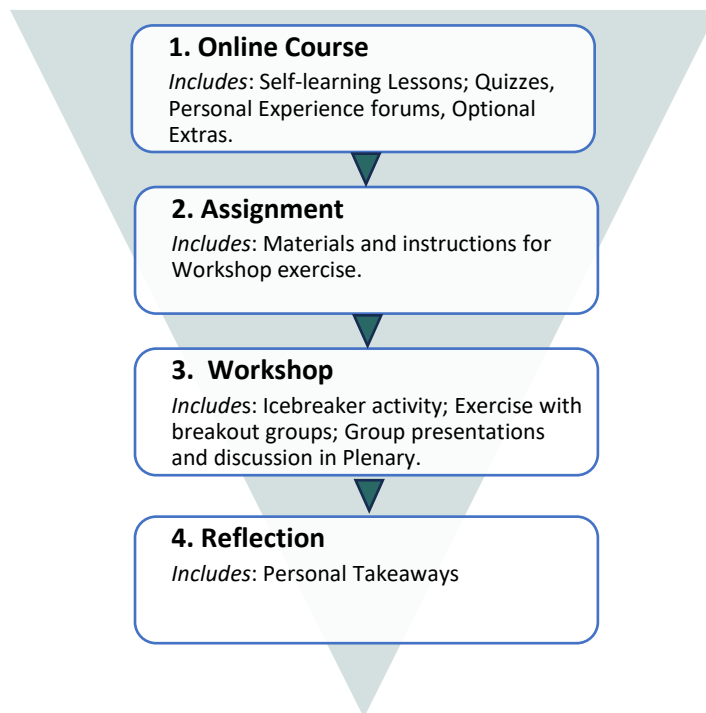 1. Online Course
Includes: Self-learning Lessons; Quizzes,
Personal Experience forums, Optional
Extras.
2. Assignment
Includes: Materials and instructions for
Workshop exercise.
3. Workshop
Includes: Icebreaker activity; Exercise with
breakout groups; Group presentations
and discussion in Plenary.
4. Reflection
Includes: Personal Takeaways